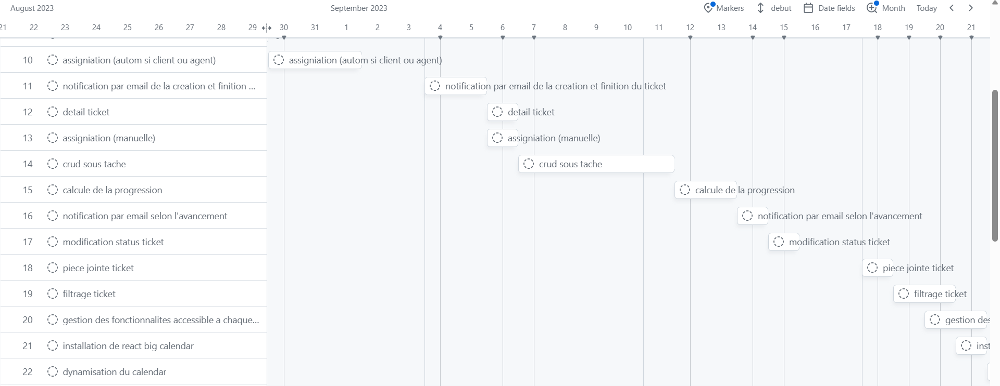 August 2023 September 2023 Markers debut Date fields Month Today
21 22 23 24 25 26 27 28 29 30 31 1 2 3 4 5 6 7 8 9 10 11 12 13 14 15 16 17 18 19 20 21
10 assigniation (autom si client ou agent) assigniation (autom si client ou agent)
11 notification par email de la creation et finition ... notification par email de la creation et finition du ticket
12 detail ticket detail ticket
13 assigniation (manuelle) assigniation (manuelle)
14 crud sous tache crud sous tache
15 calcule de la progression calcule de la progression
16 notification par email selon l'avancement notification par email selon l'avancement
17 modification status ticket modification status ticket
18 piece jointe ticket piece jointe ticket
19 filtrage ticket filtrage ticket
20 gestion des fonctionnalites accessible a chaque... gestion des
21 installation de react big calendar inst
22 dynamisation du calendar